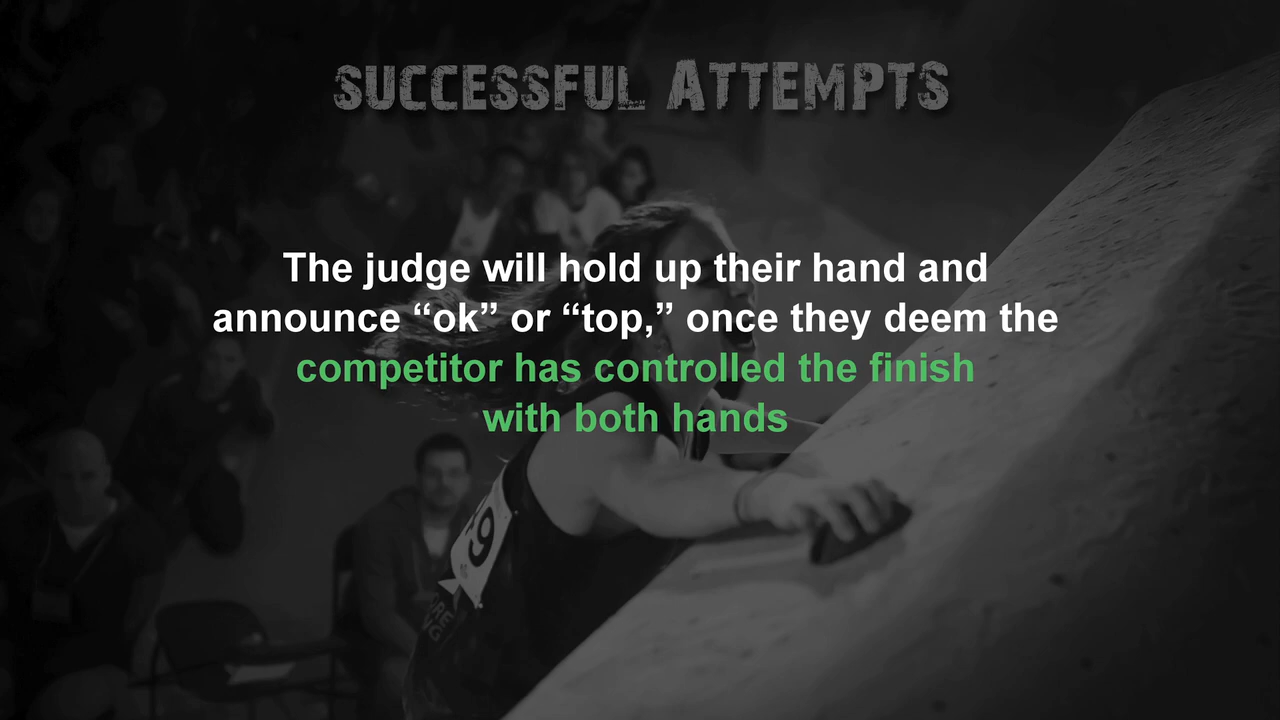 SUCCESSFUL ATTEMPTS
The judge will hold up their hand and
announce “ok” or “top,” once they deem the
competitor has controlled the finish
with both hands
9